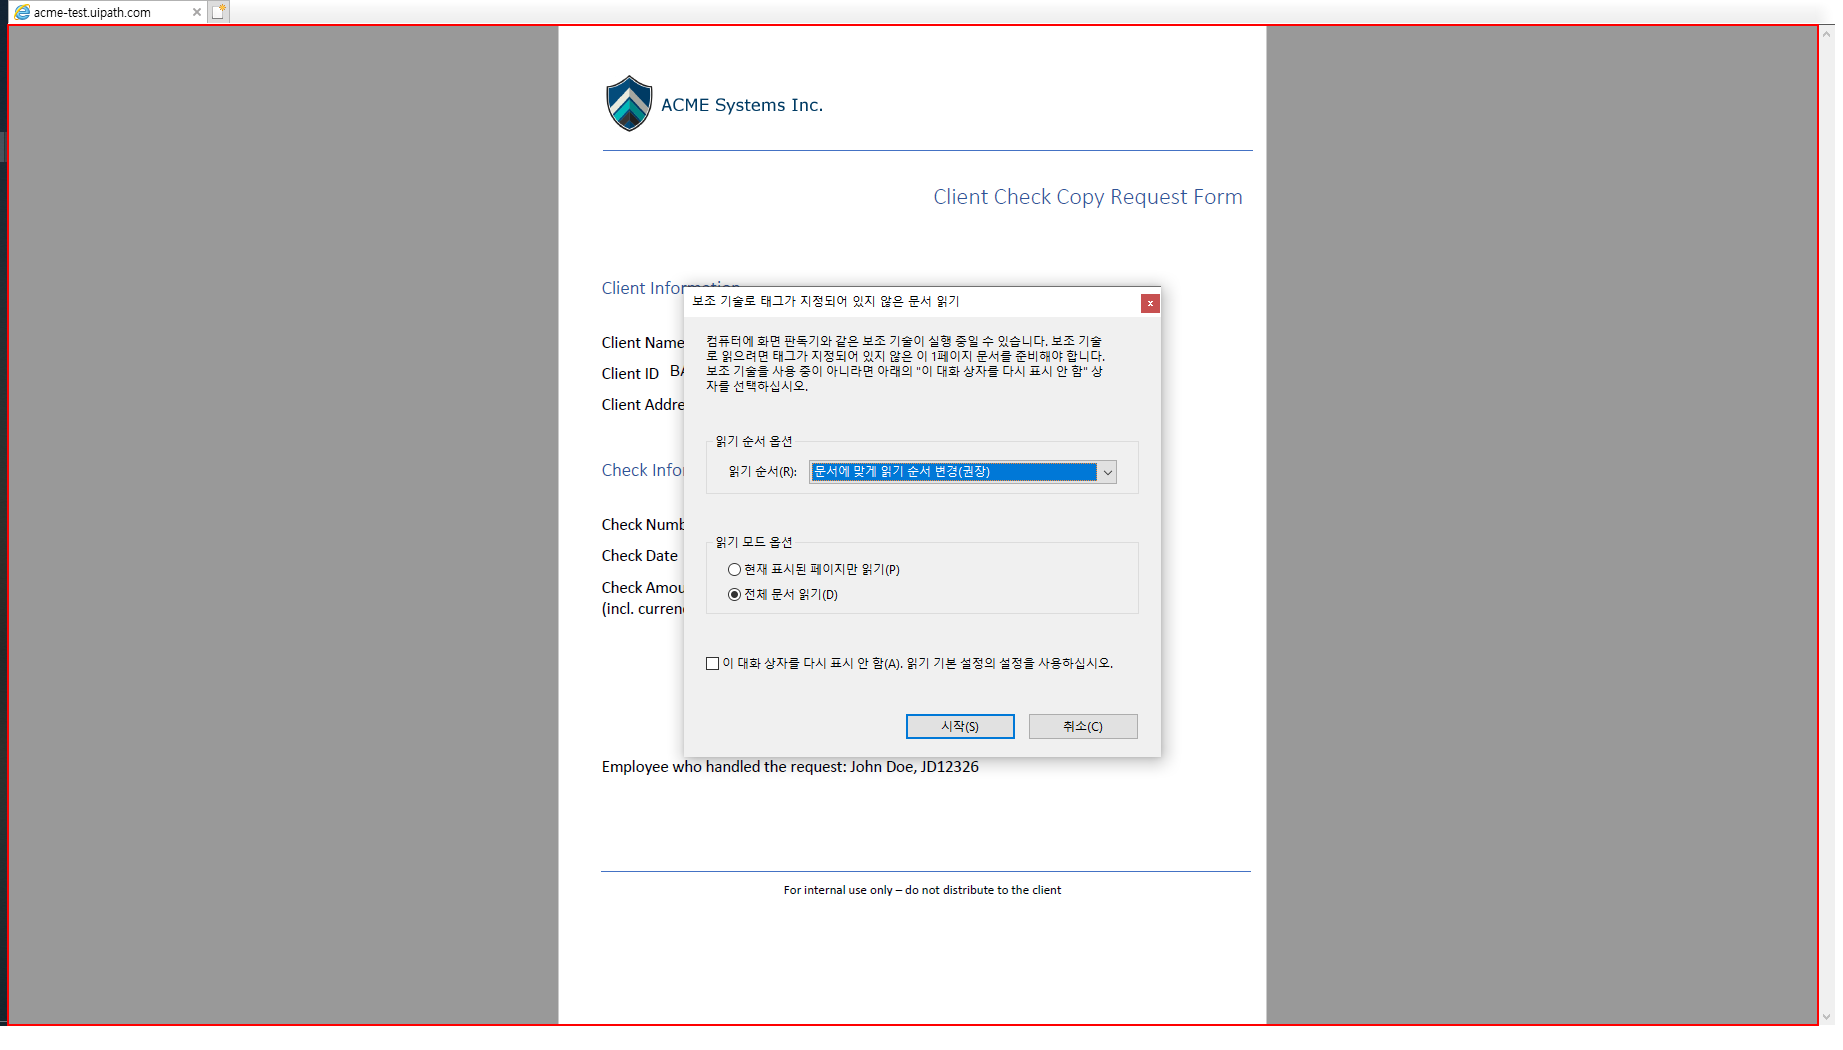 acme-test.uipath.com
ACME Systems Inc.
Client Check Copy Request Form
Client Information
보조 기술로 태그가 지정되어 있지 않은 문서 읽기
컴퓨터에 화면 판독기와 같은 보조 기술이 실행 중일 수 있습니다. 보조 기술
로 읽으려면 태그가 지정되어 있지 않은 이 1페이지 문서를 준비해야 합니다.
보조 기술을 사용 중이 아니라면 아래의 "이 대화 상자를 다시 표시 안 함" 상
자를 선택하십시오.
읽기 순서 옵션
읽기 순서(R): 문서에 맞게 읽기 순서 변경(권장)
읽기 모드 옵션
현재 표시된 페이지만 읽기(P)
전체 문서 읽기(D)
이 대화 상자를 다시 표시 안 함(A). 읽기 기본 설정의 설정을 사용하십시오.
시작(S) 취소(C)
Client Name
Client ID BA
Client Addre
Check Infor
Check Numb
Check Date
Check Amou
(incl. curren
Employee who handled the request: John Doe, JD12326
For internal use only – do not distribute to the client